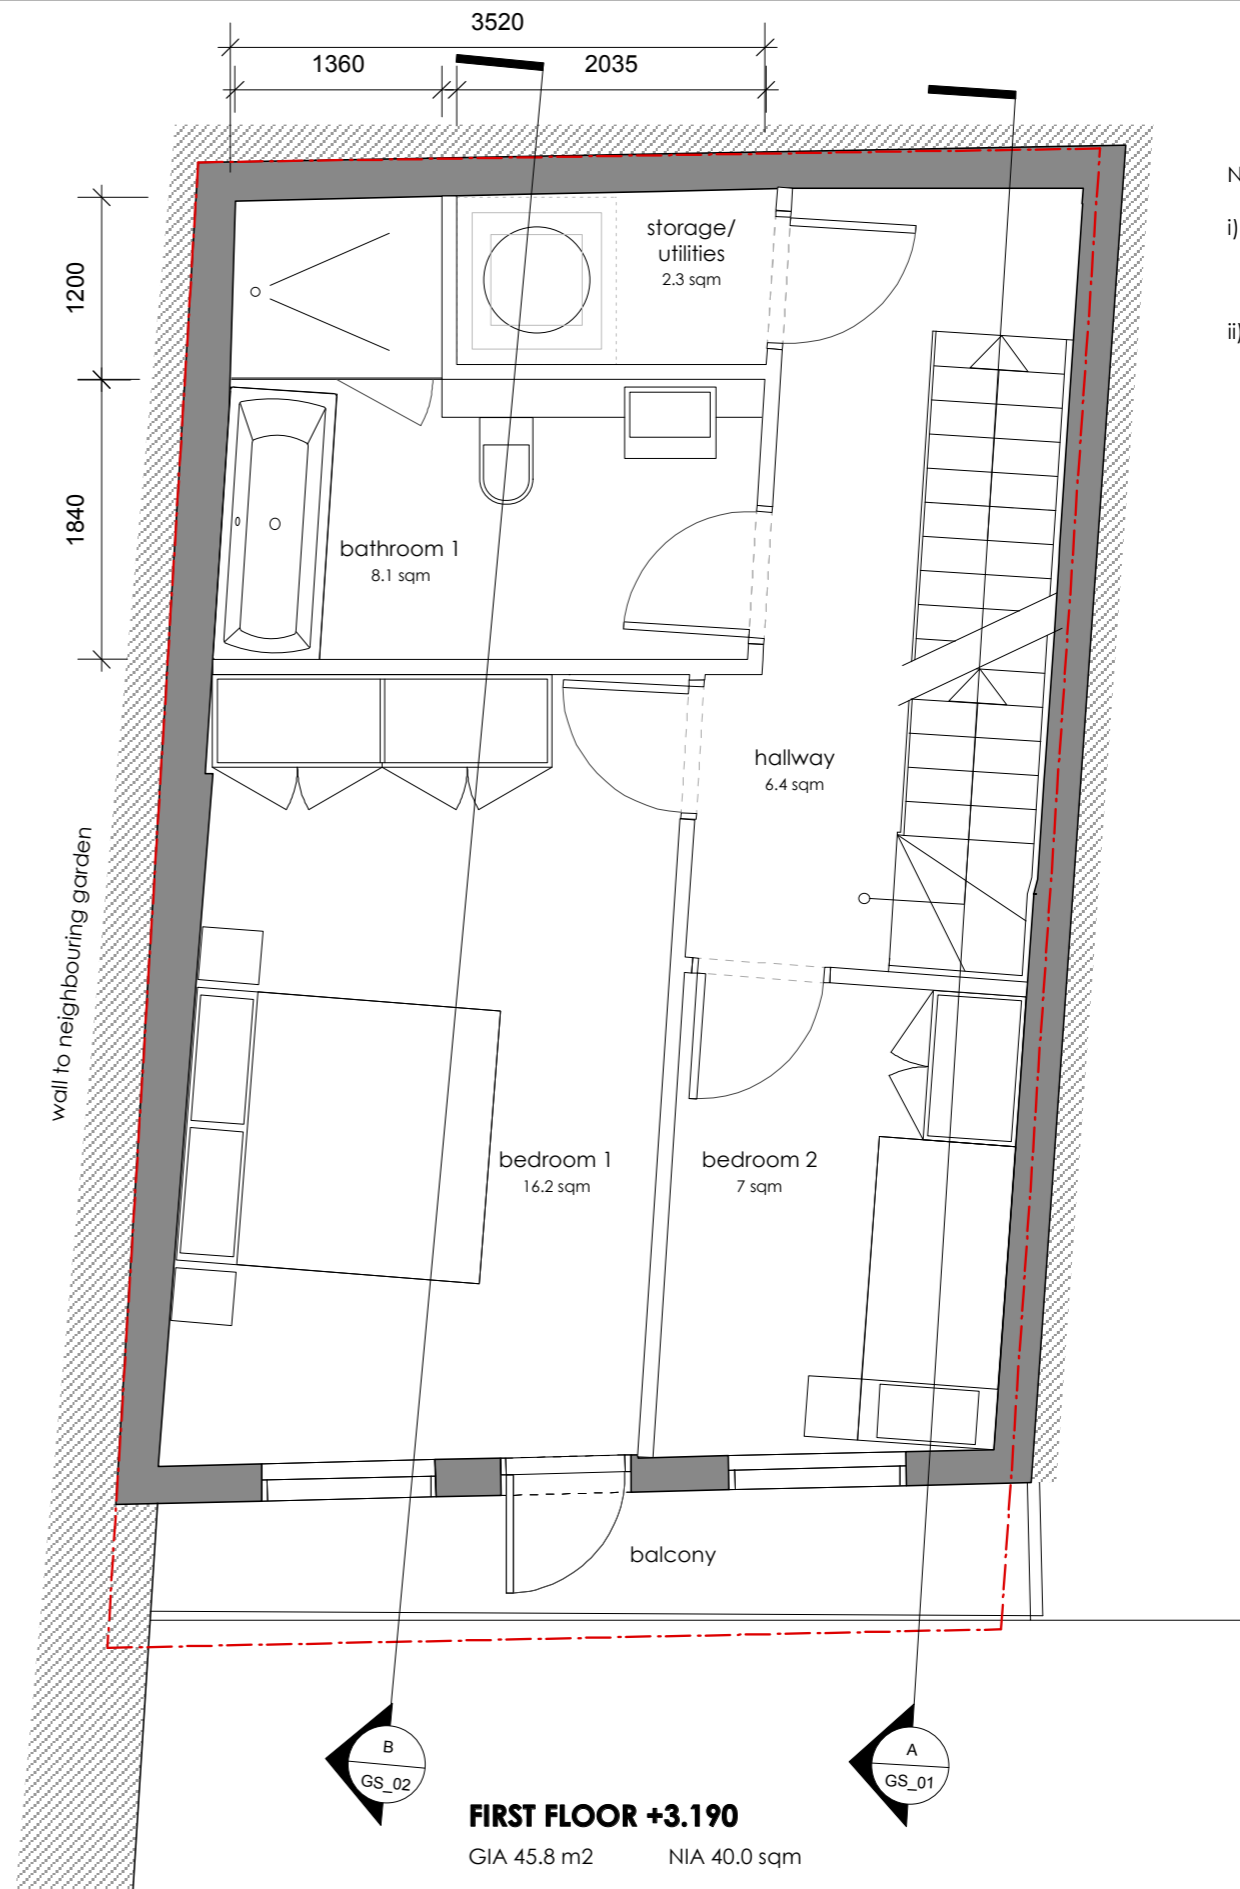 3520
1360
2035
N
i)
ii)
1200
1840
storage/
utilities
2.3 sqm
bathroom 1
8.1 sqm
hallway
6.4 sqm
wall to neighbouring garden
bedroom 1
16.2 sqm
bedroom 2
7 sqm
balcony
B
GS_02
A
GS_01
FIRST FLOOR +3.190
GIA 45.8 m2 NIA 40.0 sqm